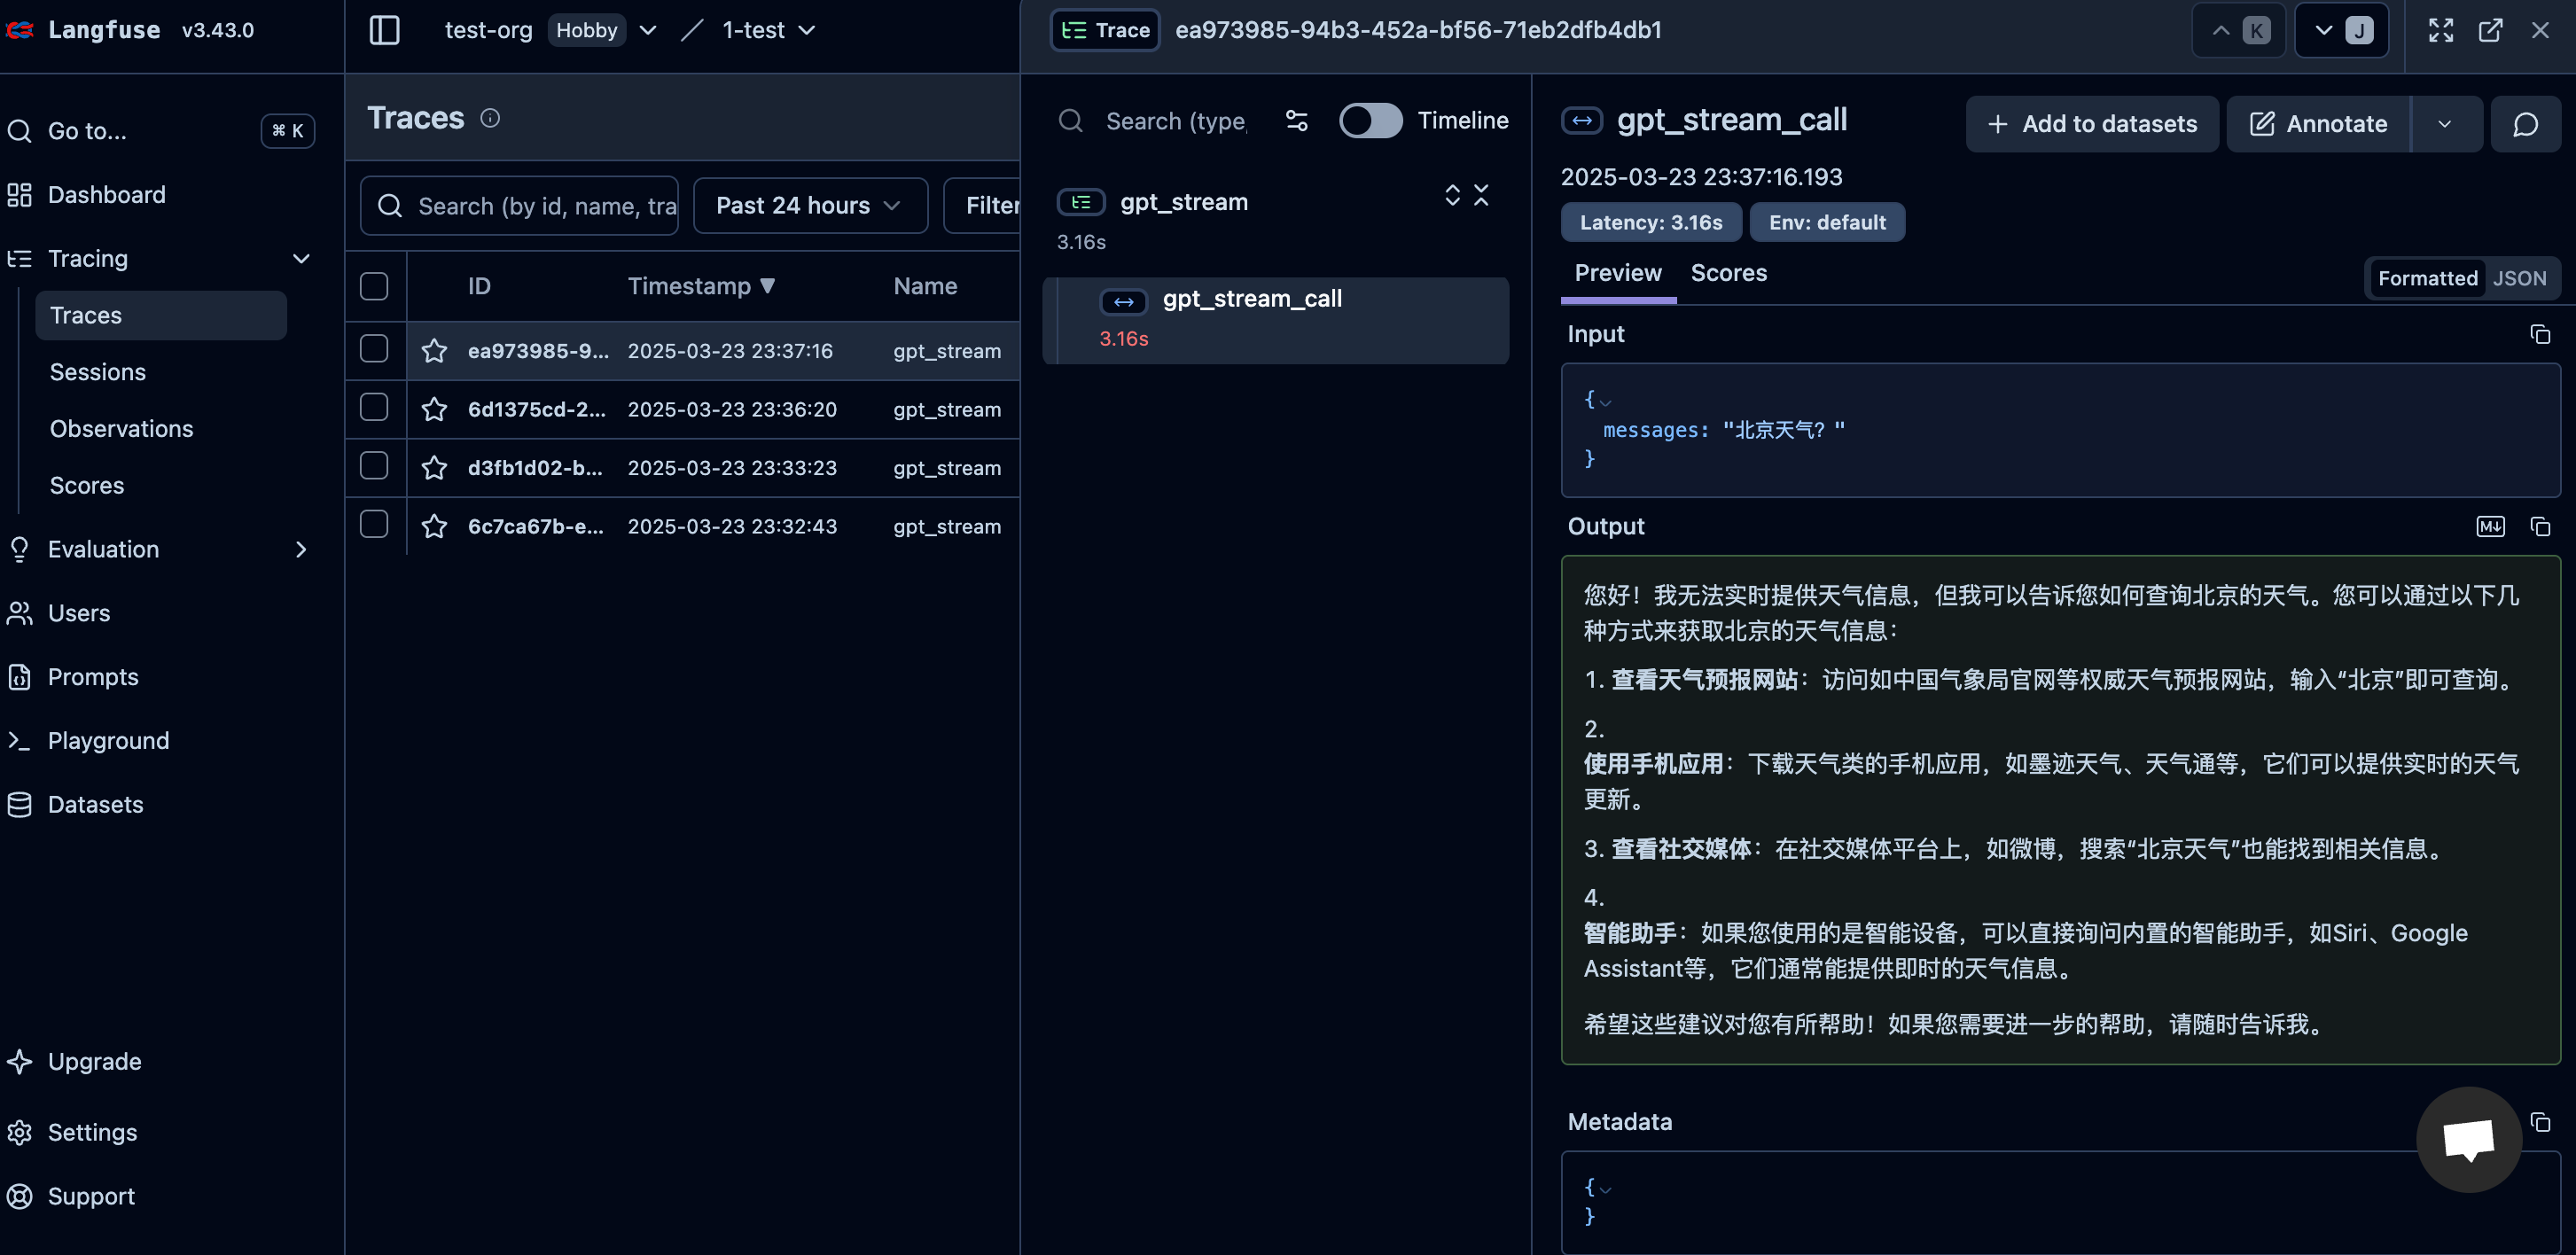 Langfuse v3.43.0
Go to...
⌘ K
Dashboard
Tracing
Traces
Sessions
Observations
Scores
Evaluation
Users
Prompts
Playground
Datasets
Upgrade
Settings
Support
test-org Hobby / 1-test
Traces
Search (by id, name, tra
Past 24 hours
Filter
ID Timestamp ▼ Name
ea973985-9... 2025-03-23 23:37:16 gpt_stream
6d1375cd-2... 2025-03-23 23:36:20 gpt_stream
d3fb1d02-b... 2025-03-23 23:33:23 gpt_stream
6c7ca67b-e... 2025-03-23 23:32:43 gpt_stream
Trace ea973985-94b3-452a-bf56-71eb2dfb4db1
K
J
Search (type,
Timeline
gpt_stream
3.16s
gpt_stream_call
3.16s
gpt_stream_call
Add to datasets
Annotate
2025-03-23 23:37:16.193
Latency: 3.16s Env: default
Preview Scores
Formatted JSON
Input
{
messages: "北京天气？"
}
Output
M↓
您好！我无法实时提供天气信息，但我可以告诉您如何查询北京的天气。您可以通过以下几
种方式来获取北京的天气信息：
1. 查看天气预报网站：访问如中国气象局官网等权威天气预报网站，输入“北京”即可查询。
2.
使用手机应用：下载天气类的手机应用，如墨迹天气、天气通等，它们可以提供实时的天气
更新。
3. 查看社交媒体：在社交媒体平台上，如微博，搜索“北京天气”也能找到相关信息。
4.
智能助手：如果您使用的是智能设备，可以直接询问内置的智能助手，如Siri、Google
Assistant等，它们通常能提供即时的天气信息。
希望这些建议对您有所帮助！如果您需要进一步的帮助，请随时告诉我。
Metadata
{
}